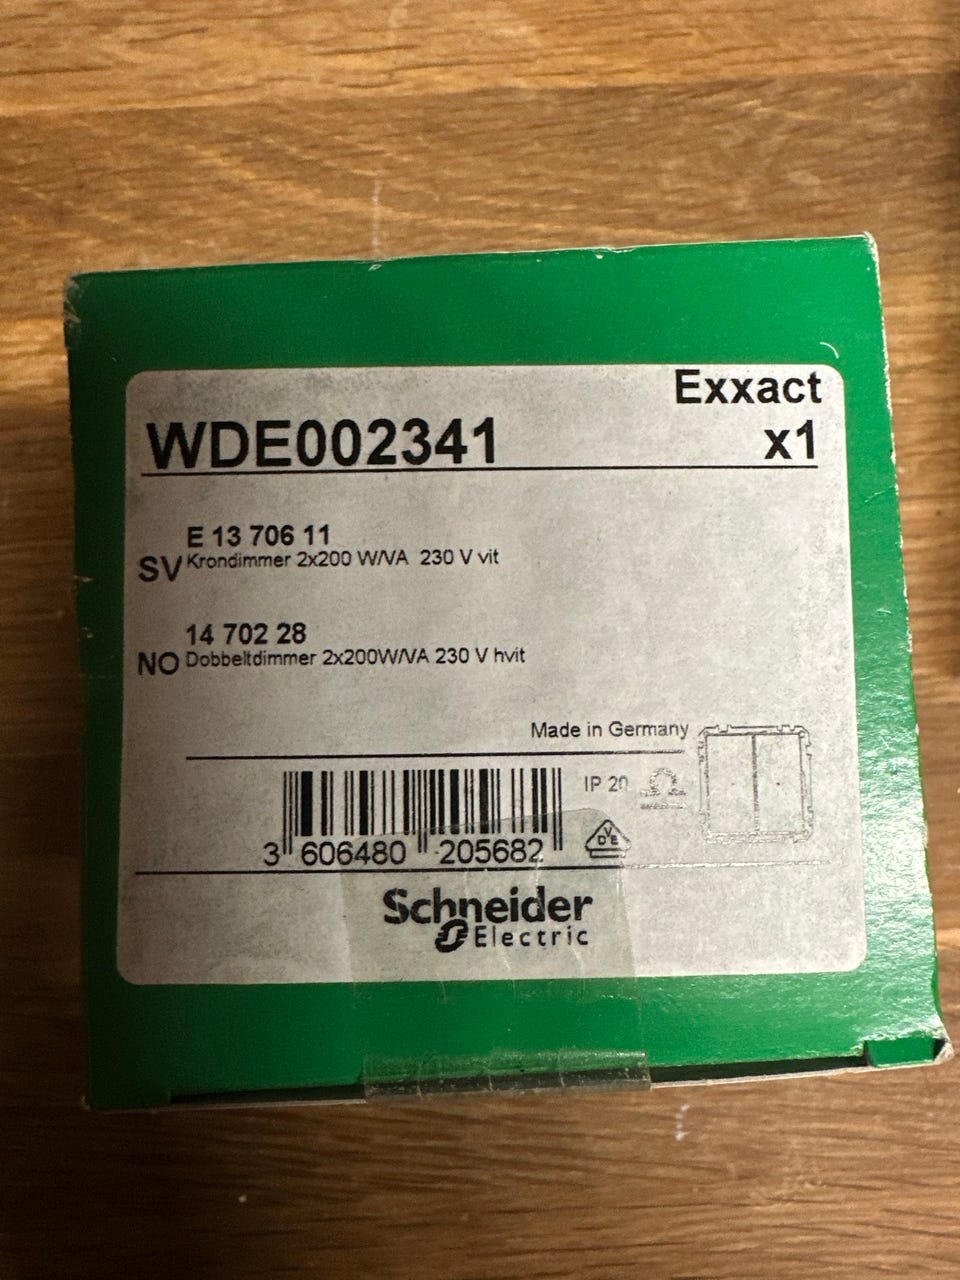 Exxact
WDE002341 x1
E 13 706 11
SV Krondimmer 2x200 W/VA 230 V vit
14 702 28
NO Dobbeltdimmer 2x200W/VA 230 V hvit
Made in Germany
IP 20
VDE
3 606480 205682
Schneider
Electric